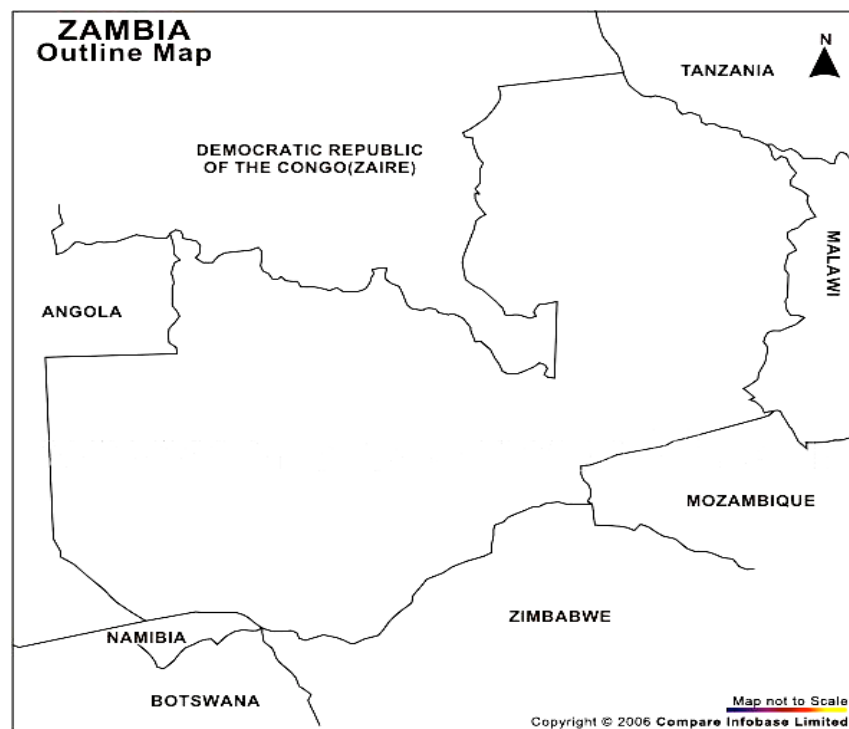 ZAMBIA
Outline Map
N
TANZANIA
DEMOCRATIC REPUBLIC
OF THE CONGO(ZAIRE)
MALAWI
ANGOLA
MOZAMBIQUE
ZIMBABWE
NAMIBIA
BOTSWANA
Map not to Scale
Copyright © 2006 Compare Infobase Limited